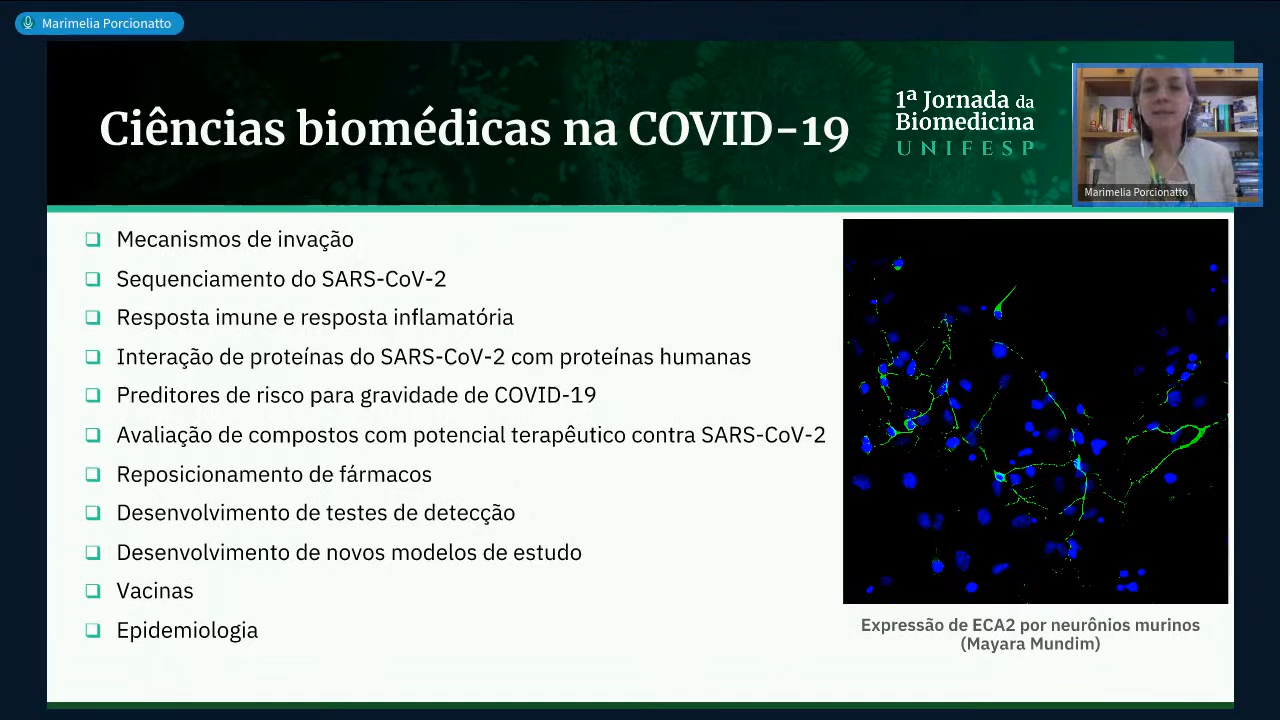 Marimelia Porcionatto
Ciências biomédicas na COVID-19
1ª Jornada da
Biomedicina
UNIFESP
Marimelia Porcionatto
Mecanismos de invação
Sequenciamento do SARS-CoV-2
Resposta imune e resposta inflamatória
Interação de proteínas do SARS-CoV-2 com proteínas humanas
Preditores de risco para gravidade de COVID-19
Avaliação de compostos com potencial terapêutico contra SARS-CoV-2
Reposicionamento de fármacos
Desenvolvimento de testes de detecção
Desenvolvimento de novos modelos de estudo
Vacinas
Epidemiologia
Expressão de ECA2 por neurônios murinos
(Mayara Mundim)